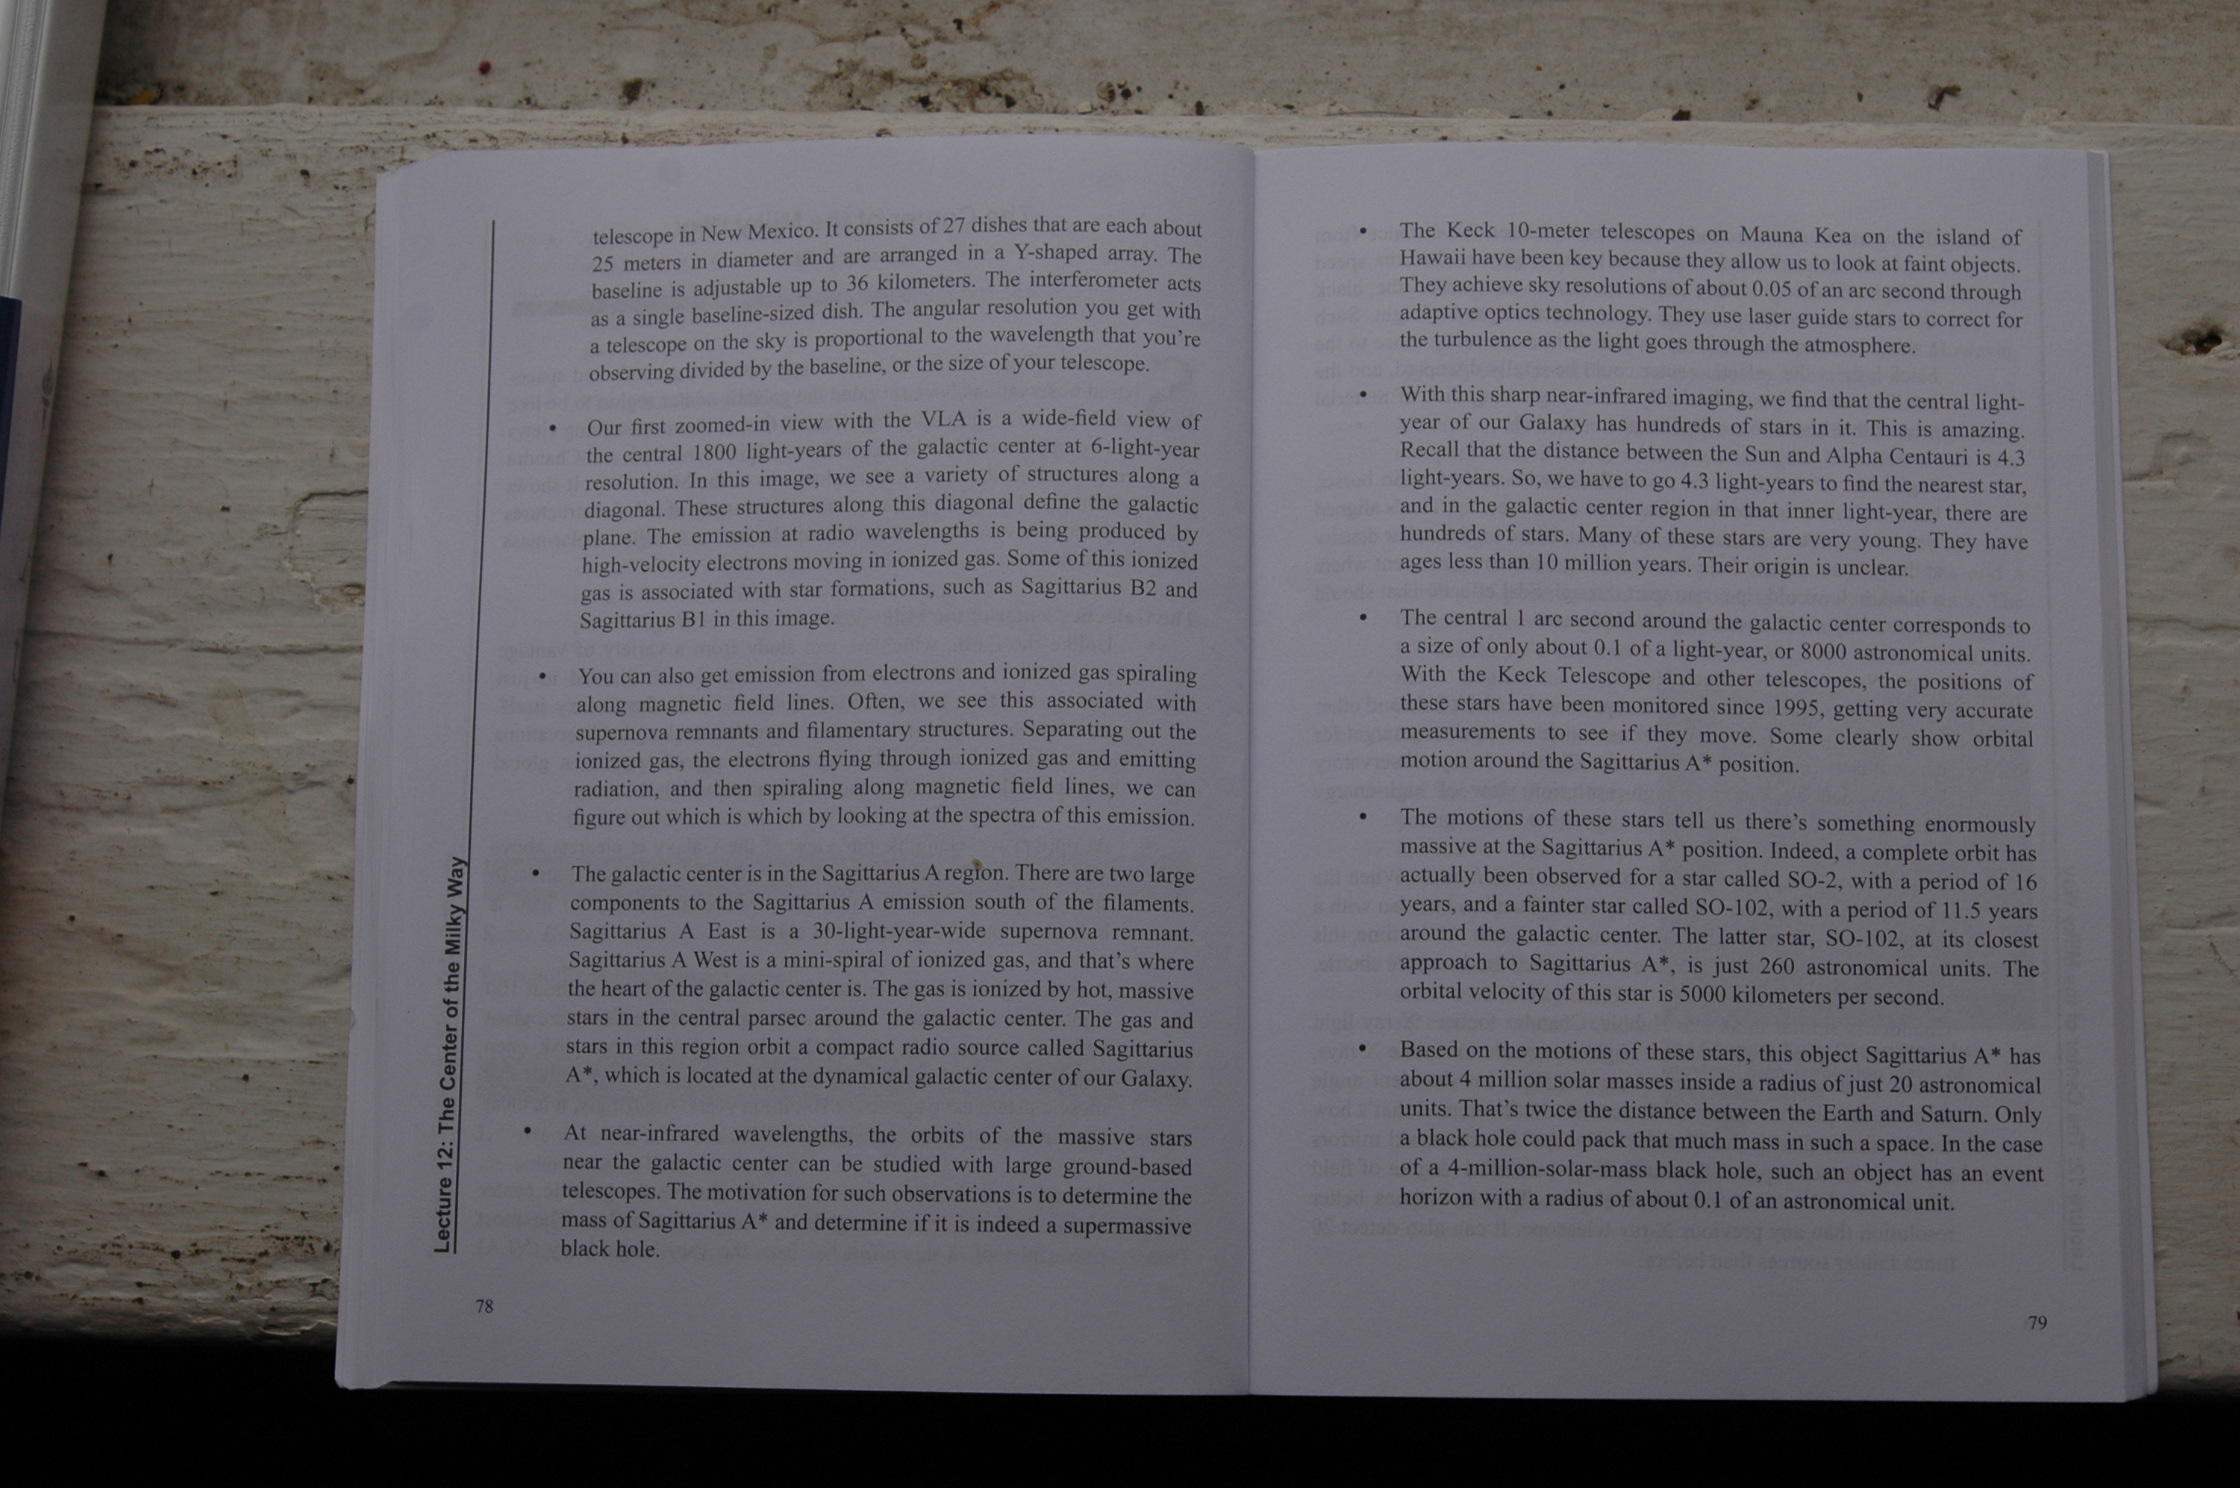 telescope in New Mexico. It consists of 27 dishes that are each about
25 meters in diameter and are arranged in a Y-shaped array. The
baseline is adjustable up to 36 kilometers. The interferometer acts
as a single baseline-sized dish. The angular resolution you get with
a telescope on the sky is proportional to the wavelength that you're
observing divided by the baseline, or the size of your telescope.
• Our first zoomed-in view with the VLA is a wide-field view of
the central 1800 light-years of the galactic center at 6-light-year
resolution. In this image, we see a variety of structures along a
diagonal. These structures along this diagonal define the galactic
plane. The emission at radio wavelengths is being produced by
high-velocity electrons moving in ionized gas. Some of this ionized
gas is associated with star formations, such as Sagittarius B2 and
Sagittarius B1 in this image.
• You can also get emission from electrons and ionized gas spiraling
along magnetic field lines. Often, we see this associated with
supernova remnants and filamentary structures. Separating out the
ionized gas, the electrons flying through ionized gas and emitting
radiation, and then spiraling along magnetic field lines, we can
figure out which is which by looking at the spectra of this emission.
• The galactic center is in the Sagittarius A region. There are two large
components to the Sagittarius A emission south of the filaments.
Sagittarius A East is a 30-light-year-wide supernova remnant.
Sagittarius A West is a mini-spiral of ionized gas, and that's where
the heart of the galactic center is. The gas is ionized by hot, massive
stars in the central parsec around the galactic center. The gas and
stars in this region orbit a compact radio source called Sagittarius
A*, which is located at the dynamical galactic center of our Galaxy.
• At near-infrared wavelengths, the orbits of the massive stars
near the galactic center can be studied with large ground-based
telescopes. The motivation for such observations is to determine the
mass of Sagittarius A* and determine if it is indeed a supermassive
black hole.
Lecture 12: The Center of the Milky Way
78
• The Keck 10-meter telescopes on Mauna Kea on the island of
Hawaii have been key because they allow us to look at faint objects.
They achieve sky resolutions of about 0.05 of an arc second through
adaptive optics technology. They use laser guide stars to correct for
the turbulence as the light goes through the atmosphere.
• With this sharp near-infrared imaging, we find that the central light-
year of our Galaxy has hundreds of stars in it. This is amazing.
Recall that the distance between the Sun and Alpha Centauri is 4.3
light-years. So, we have to go 4.3 light-years to find the nearest star,
and in the galactic center region in that inner light-year, there are
hundreds of stars. Many of these stars are very young. They have
ages less than 10 million years. Their origin is unclear.
• The central 1 arc second around the galactic center corresponds to
a size of only about 0.1 of a light-year, or 8000 astronomical units.
With the Keck Telescope and other telescopes, the positions of
these stars have been monitored since 1995, getting very accurate
measurements to see if they move. Some clearly show orbital
motion around the Sagittarius A* position.
• The motions of these stars tell us there's something enormously
massive at the Sagittarius A* position. Indeed, a complete orbit has
actually been observed for a star called SO-2, with a period of 16
years, and a fainter star called SO-102, with a period of 11.5 years
around the galactic center. The latter star, SO-102, at its closest
approach to Sagittarius A*, is just 260 astronomical units. The
orbital velocity of this star is 5000 kilometers per second.
• Based on the motions of these stars, this object Sagittarius A* has
about 4 million solar masses inside a radius of just 20 astronomical
units. That's twice the distance between the Earth and Saturn. Only
a black hole could pack that much mass in such a space. In the case
of a 4-million-solar-mass black hole, such an object has an event
horizon with a radius of about 0.1 of an astronomical unit.
79